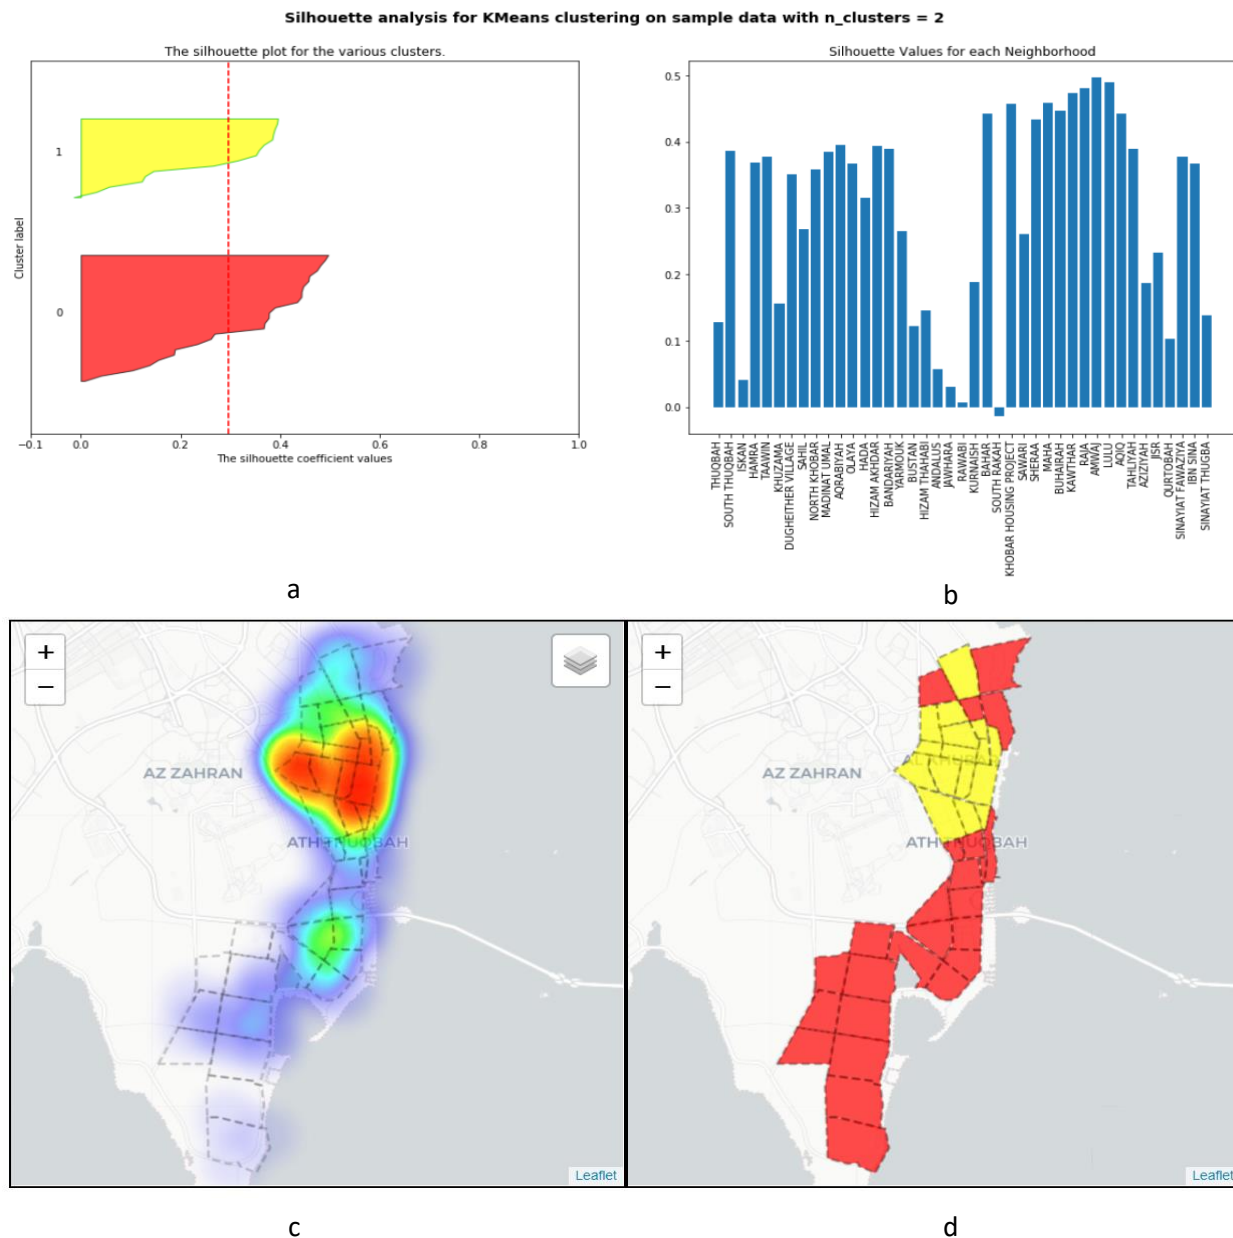 Silhouette analysis for KMeans clustering on sample data with n_clusters = 2
The silhouette plot for the various clusters.
Cluster label
1
0
−0.1
0.0
0.2
0.4
0.6
0.8
1.0
The silhouette coefficient values
a
Silhouette Values for each Neighborhood
0.5
0.4
0.3
0.2
0.1
0.0
THUQBAH
SOUTH THUQBAH
ISKAN
HAMRA
TAAWIN
KHUZAMA
DUGHEITHER VILLAGE
SAHIL
NORTH KHOBAR
MADINAT UMAL
AQRABIYAH
OLAYA
HADA
HIZAM AKHDAR
BANDARIYAH
YARMOUK
BUSTAN
HIZAM THAHABI
ANDALUS
JAWHARA
RAWABI
KURNAISH
BAHAR
SOUTH RAKAH
KHOBAR HOUSING PROJECT
SAWARI
SHERAA
MAHA
BUHAIRAH
KAWTHAR
RAJA
AMWAJ
LULU
AQIQ
TAHLIYAH
AZIZIYAH
JISR
QURTOBAH
SINAYIAT FAWAZIYA
IBN SINA
SINAYIAT THUGBA
b
+
−
AZ ZAHRAN
ATH THUQBAH
Leaflet
c
+
−
AZ ZAHRAN
AL KHUBAR
ATH THUQBAH
Leaflet
d